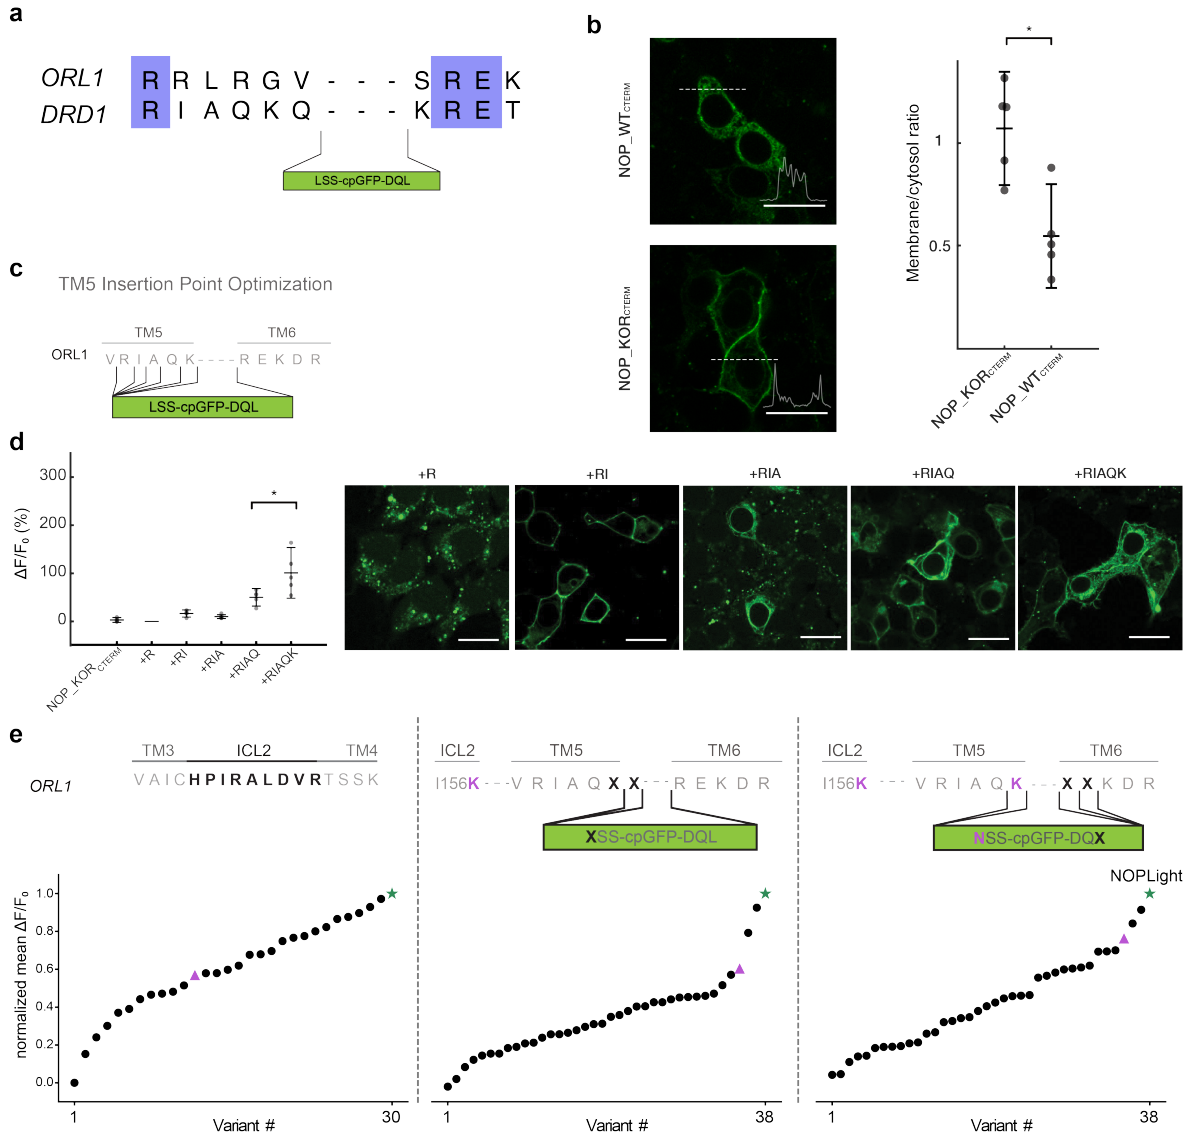 a
ORL1 R R L R G V - - - S R E K
DRD1 R I A Q K Q - - - K R E T
LSS-cpGFP-DQL
b
NOP_WTCTERM
NOP_KORCTERM
*
Membrane/cytosol ratio
1
0.5
NOP_KORCTERM
NOP_WTCTERM
c
TM5 Insertion Point Optimization
TM5 TM6
ORL1 V R I A Q K - - - - R E K D R
LSS-cpGFP-DQL
d
ΔF/F0 (%)
300
200
100
0
*
NOP_KORCTERM
+R
+RI
+RIA
+RIAQ
+RIAQK
+R +RI +RIA +RIAQ +RIAQK
e
TM3 ICL2 TM4
ORL1
V A I C H P I R A L D V R T S S K
ICL2 TM5 TM6
I156K - - - V R I A Q X X - - - R E K D R
XSS-cpGFP-DQL
ICL2 TM5 TM6
I156K - - - - V R I A Q K - - - - X X K D R
NSS-cpGFP-DQX
NOPLight
normalized mean ΔF/F0
1.0
0.8
0.6
0.4
0.2
0.0
1 30
Variant #
1 38
Variant #
1 38
Variant #